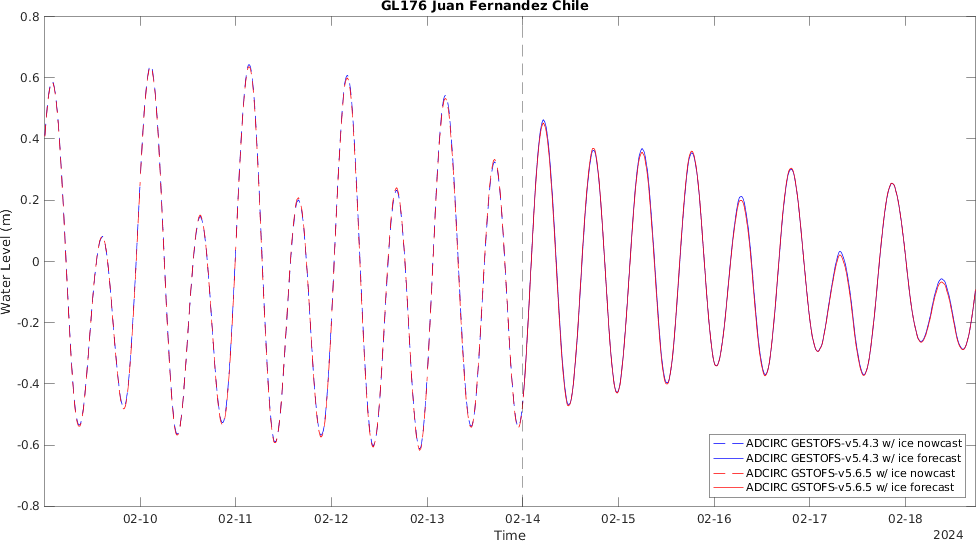 GL176 Juan Fernandez Chile
0.8
0.6
0.4
0.2
0
-0.2
-0.4
-0.6
-0.8
Water Level (m)
02-10
02-11
02-12
02-13
02-14
02-15
02-16
02-17
02-18
Time
2024
ADCIRC GESTOFS-v5.4.3 w/ ice nowcast
ADCIRC GESTOFS-v5.4.3 w/ ice forecast
ADCIRC GSTOFS-v5.6.5 w/ ice nowcast
ADCIRC GSTOFS-v5.6.5 w/ ice forecast